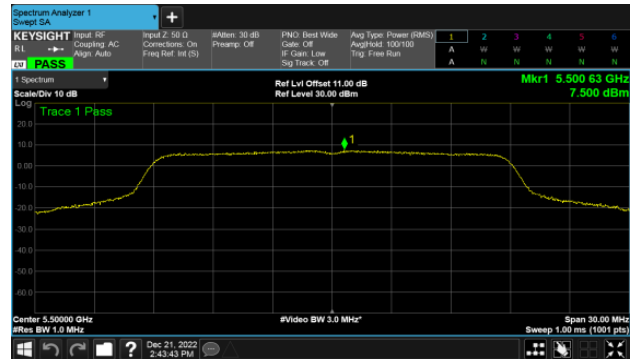 Spectrum Analyzer 1
Swept SA
KEYSIGHT Input: RF Input Z: 50 Ω #Atten: 30 dB PNO: Best Wide Avg Type: Power (RMS) 1 2 3 4 5 6
RL Coupling: AC Corrections: On Preamp: Off Gate: Off Avg|Hold: 100/100 A W W W W W
Align: Auto Freq Ref: Int (S) IF Gain: Low Trig: Free Run
LXI PASS Sig Track: Off A N N N N N
1 Spectrum Ref Lvl Offset 11.00 dB Mkr1 5.500 63 GHz
Scale/Div 10 dB Ref Level 30.00 dBm 7.500 dBm
Log
Trace 1 Pass
20.0
10.0
1
0.00
-10.0
-20.0
-30.0
-40.0
-50.0
-60.0
Center 5.50000 GHz #Video BW 3.0 MHz* Span 30.00 MHz
#Res BW 1.0 MHz Sweep 1.00 ms (1001 pts)
? Dec 21, 2022
2:43:43 PM